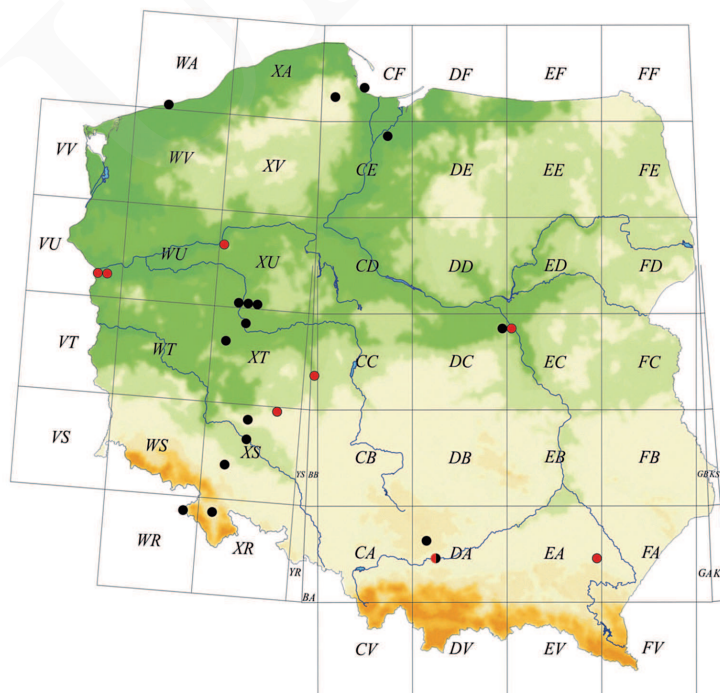 WA XA CF DF EF FF
VV WV XV CE DE EE FE
VU WU XU CD DD ED FD
VT WT XT CC DC EC FC
VS WS XS YS BB CB DB EB FB GB KS
WR XR YR CA DA EA FA GA K
BA
CV DV EV FV